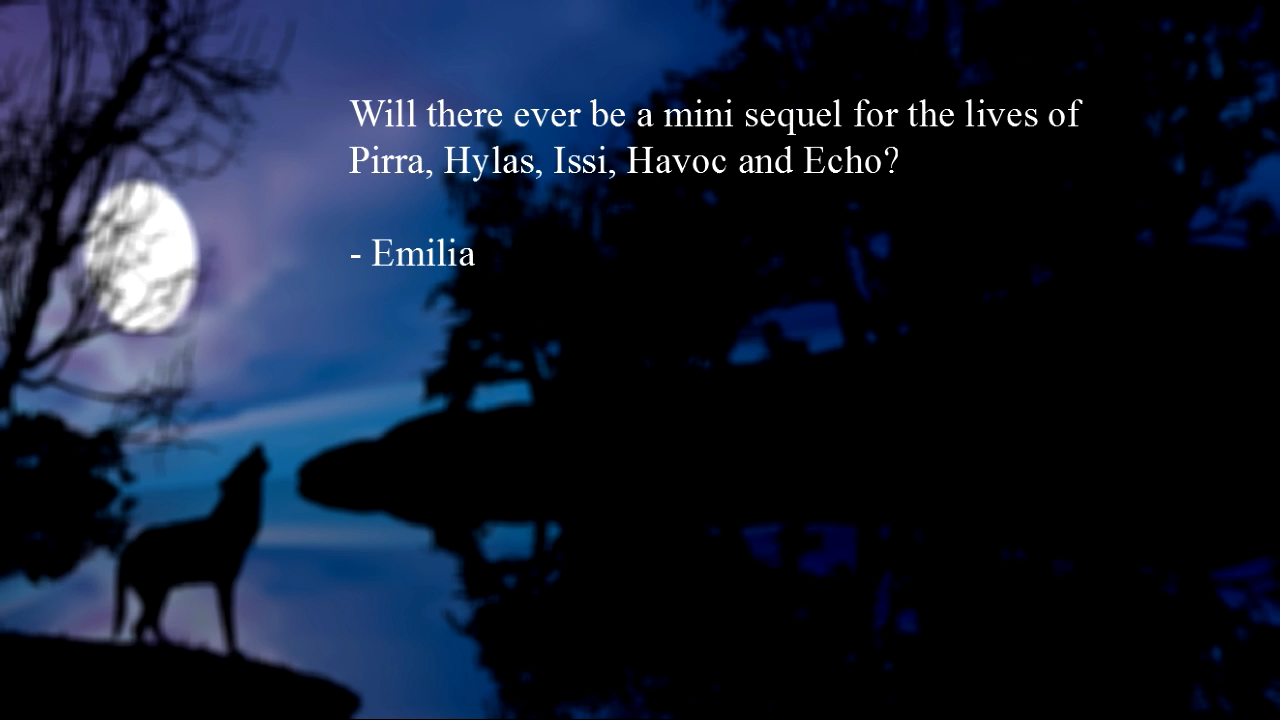 Will there ever be a mini sequel for the lives of
Pirra, Hylas, Issi, Havoc and Echo?
- Emilia